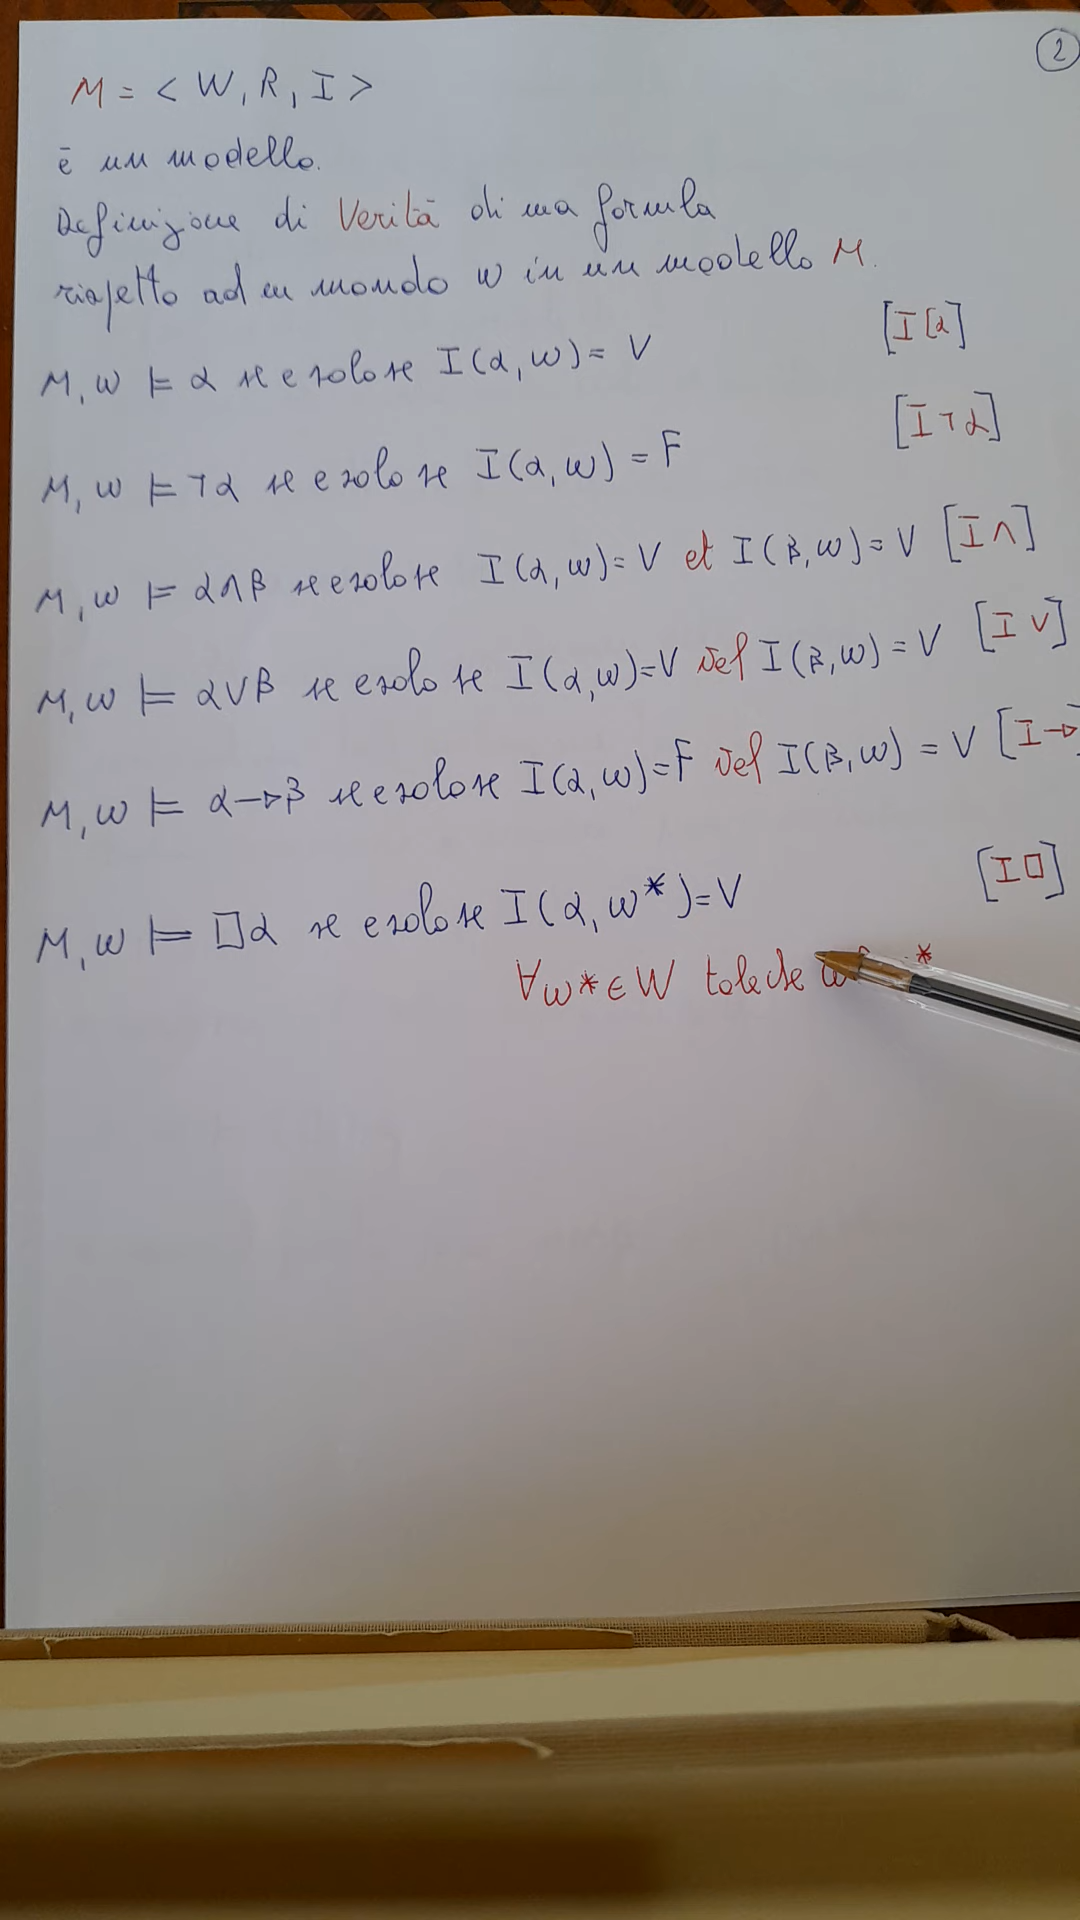 2
M = < W, R, I >
è un modello.
Definizione di Verità di una formula
rispetto ad un mondo w in un modello M.
M, w ⊨ α se e solo se I(α, w) = V [I[α]
M, w ⊨ ¬α se e solo se I(α, w) = F [I¬α]
M, w ⊨ α∧β se e solo se I(α, w) = V et I(β, w) = V [I∧]
M, w ⊨ α∨β se e solo se I(α, w) = V vel I(β, w) = V [I∨]
M, w ⊨ α→β se e solo se I(α, w) = F vel I(β, w) = V [I→]
M, w ⊨ □α se e solo se I(α, w*) = V [I□]
∀w* ∈ W tale che *